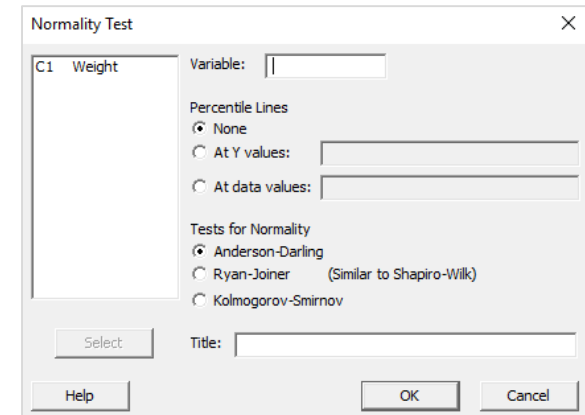 Normality Test
C1 Weight
Variable:
Percentile Lines
None
At Y values:
At data values:
Tests for Normality
Anderson-Darling
Ryan-Joiner (Similar to Shapiro-Wilk)
Kolmogorov-Smirnov
Select
Title:
Help
OK
Cancel